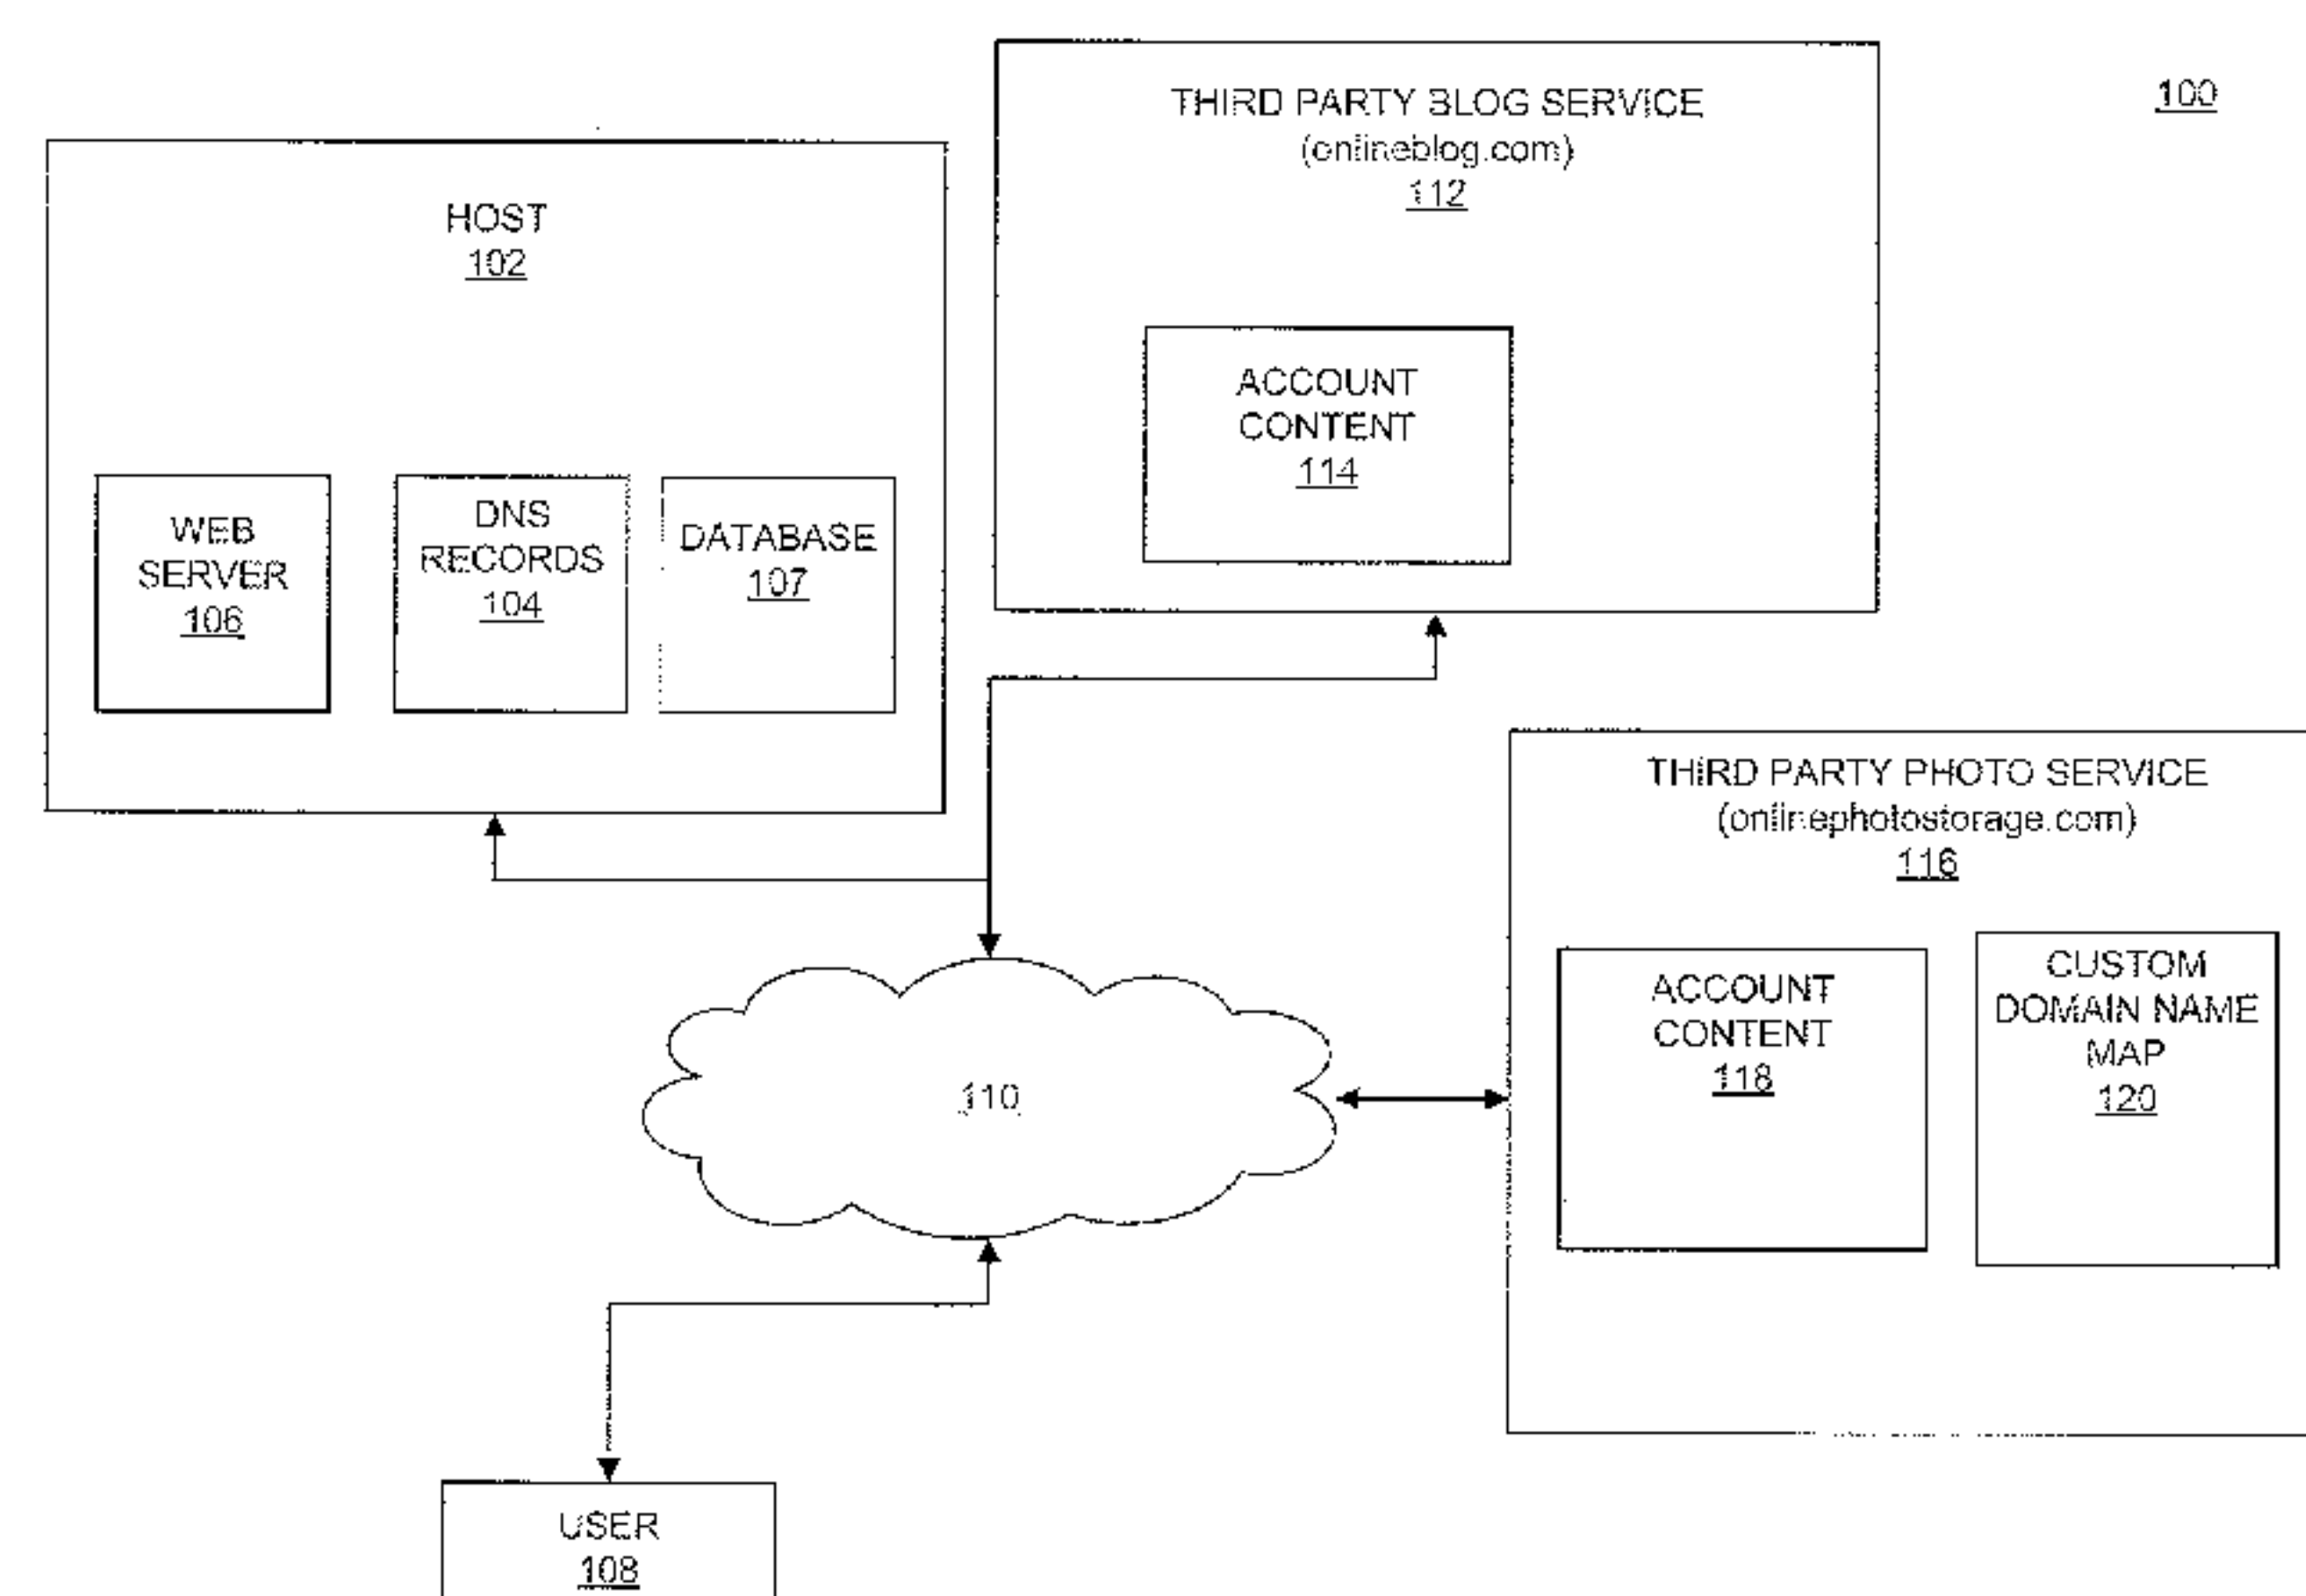 100
HOST
102
WEB
SERVER
106
DNS
RECORDS
104
DATABASE
107
THIRD PARTY BLOG SERVICE
(onlineblog.com)
112
ACCOUNT
CONTENT
114
THIRD PARTY PHOTO SERVICE
(onlinephotostorage.com)
116
ACCOUNT
CONTENT
118
CUSTOM
DOMAIN NAME
MAP
120
110
USER
108